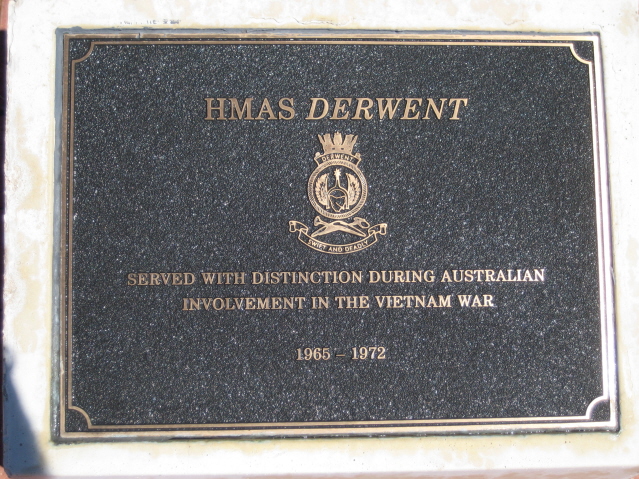 HMAS DERWENT
DERWENT
SWIFT AND DEADLY
SERVED WITH DISTINCTION DURING AUSTRALIAN
INVOLVEMENT IN THE VIETNAM WAR
1965 – 1972